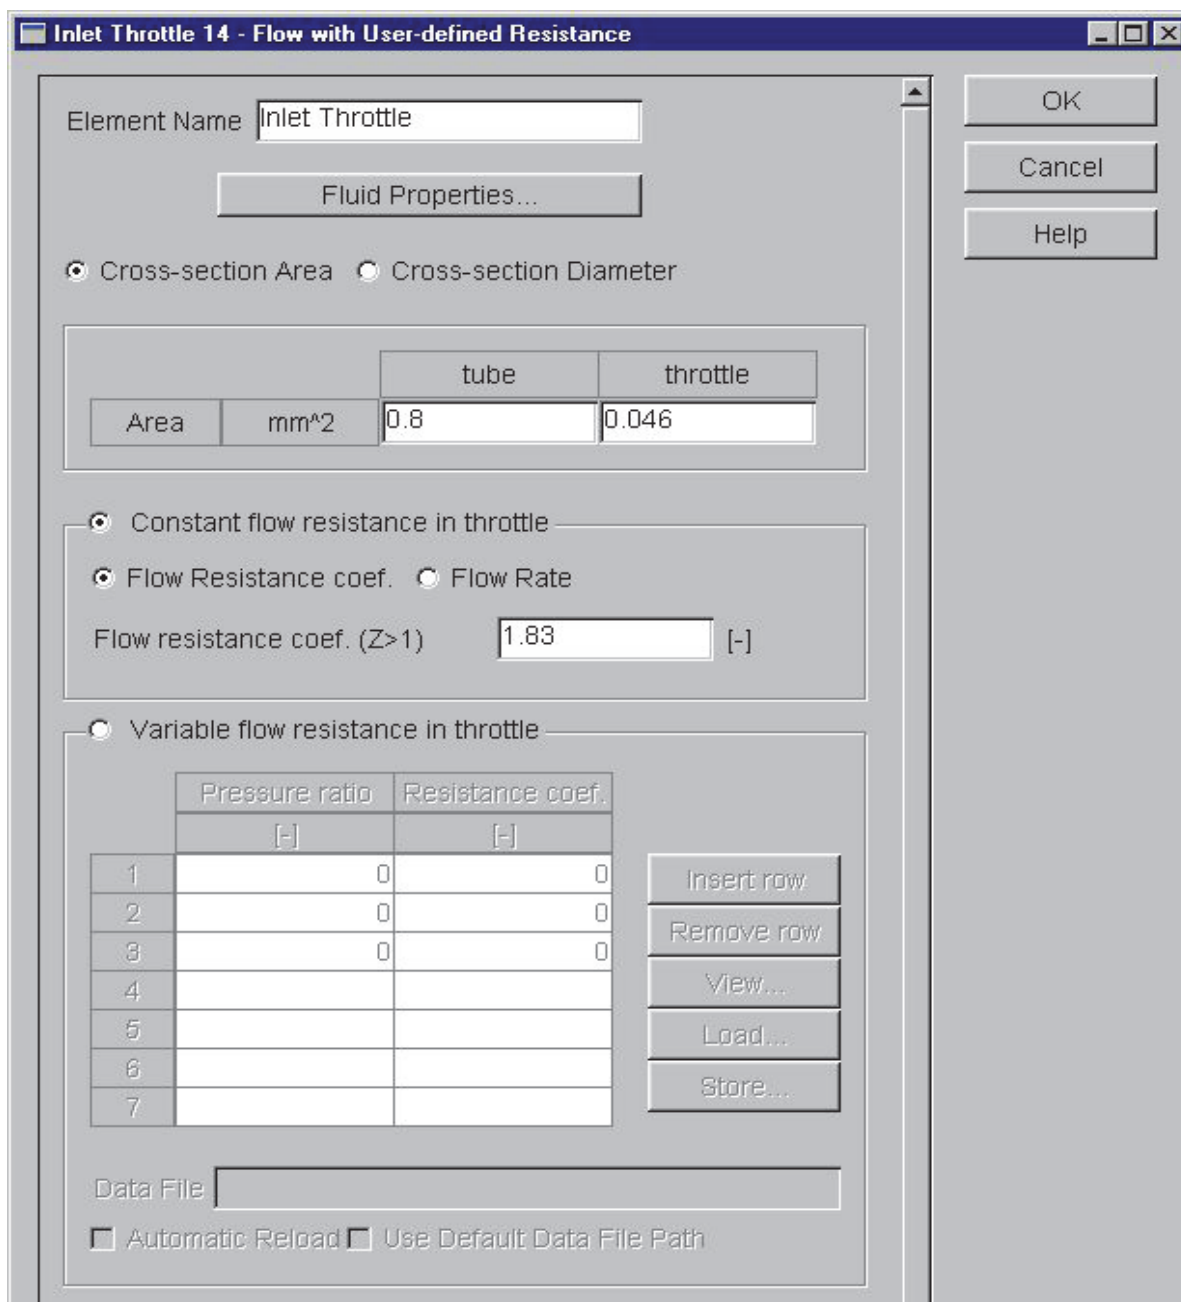 Inlet Throttle 14 - Flow with User-defined Resistance
Element Name Inlet Throttle
OK
Cancel
Help
Fluid Properties...
Cross-section Area Cross-section Diameter
tube throttle
Area mm^2 0.8 0.046
Constant flow resistance in throttle
Flow Resistance coef. Flow Rate
Flow resistance coef. (Z>1) 1.83 [-]
Variable flow resistance in throttle
Pressure ratio Resistance coef.
[-] [-]
1 0 0 Insert row
2 0 0 Remove row
3 0 0
4 View...
5 Load...
6 Store...
7
Data File
Automatic Reload Use Default Data File Path